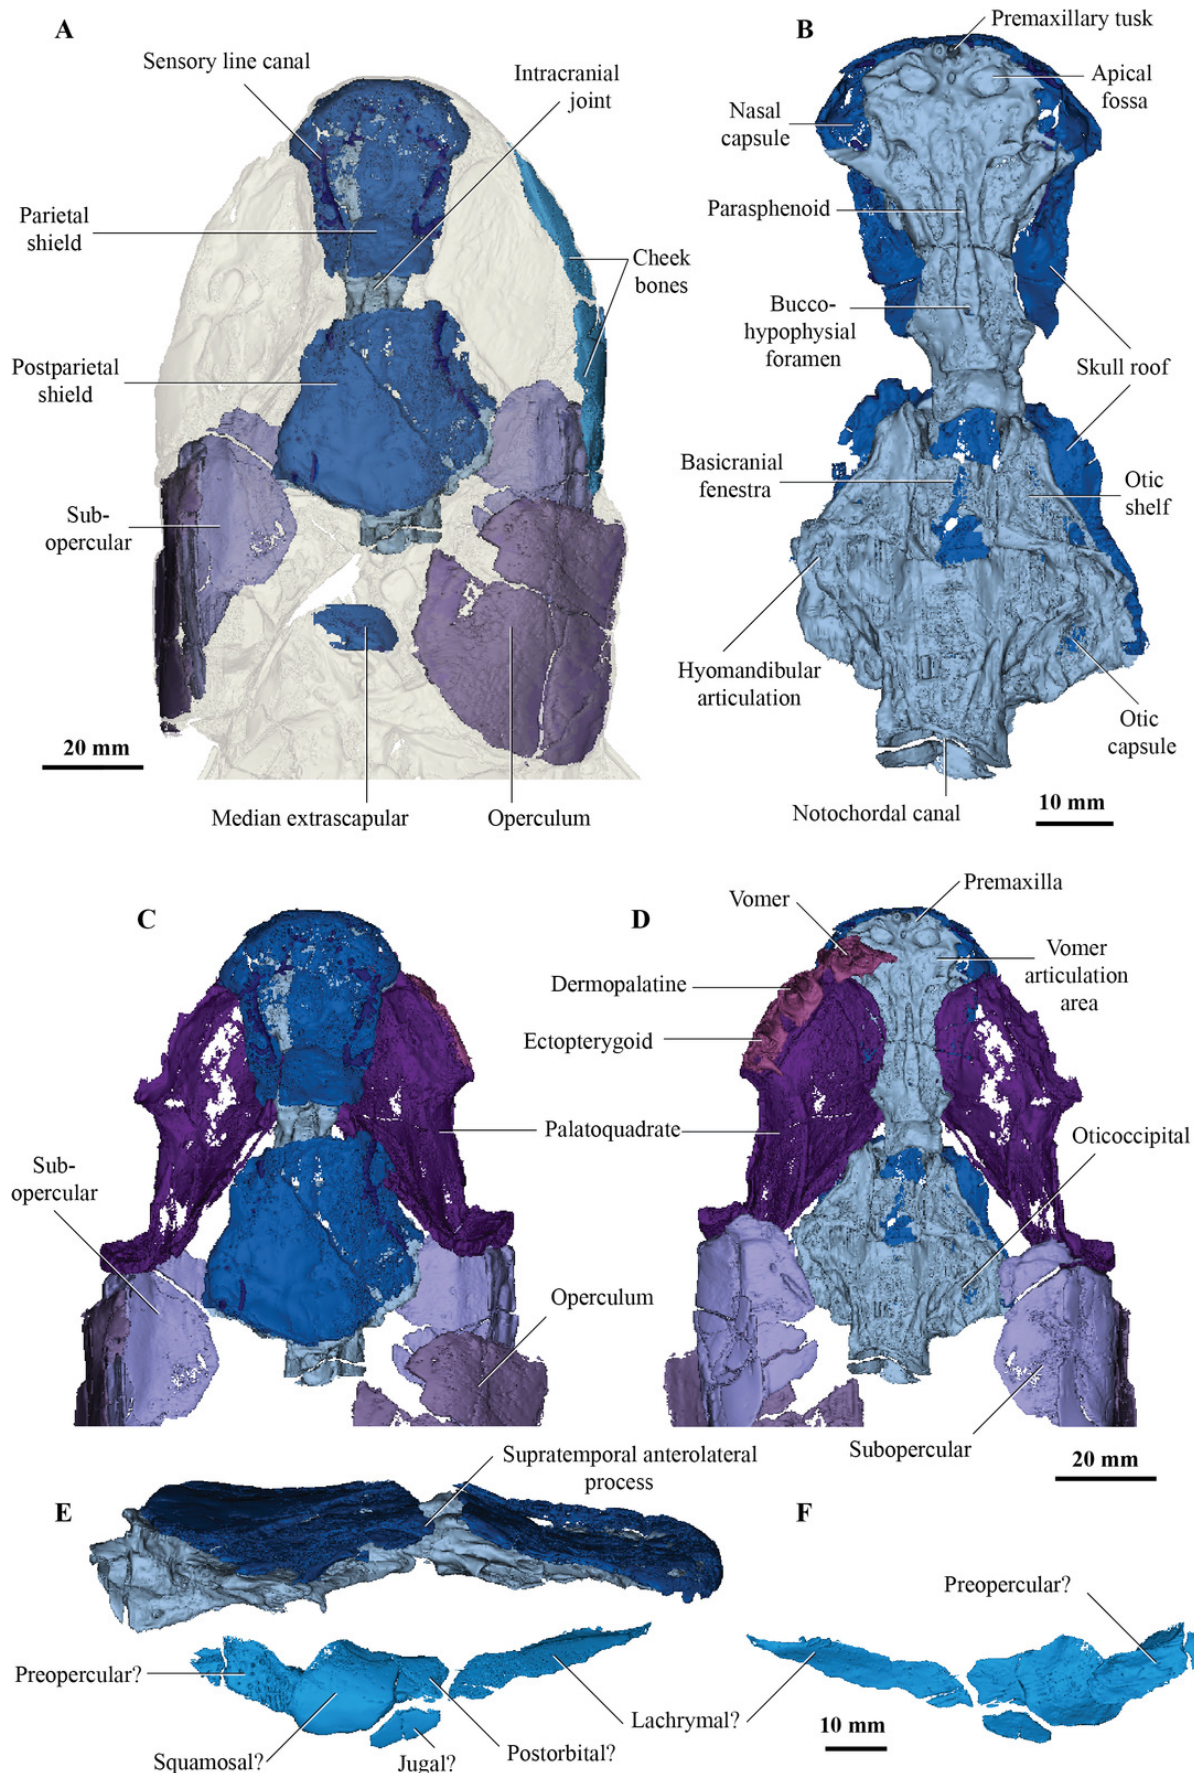 A
Sensory line canal
Intracranial
joint
Parietal
shield
Cheek
bones
Postparietal
shield
Sub-
opercular
20 mm
Median extrascapular
Operculum
B
Premaxillary tusk
Apical
fossa
Nasal
capsule
Parasphenoid
Bucco-
hypophysial
foramen
Skull roof
Basicranial
fenestra
Otic
shelf
Hyomandibular
articulation
Otic
capsule
Notochordal canal
10 mm
C
Sub-
opercular
Palatoquadrate
Operculum
D
Premaxilla
Vomer
Vomer
articulation
area
Dermopalatine
Ectopterygoid
Oticoccipital
Subopercular
20 mm
E
Supratemporal anterolateral
process
Preopercular?
Squamosal?
Jugal?
Postorbital?
Lachrymal?
F
Preopercular?
10 mm